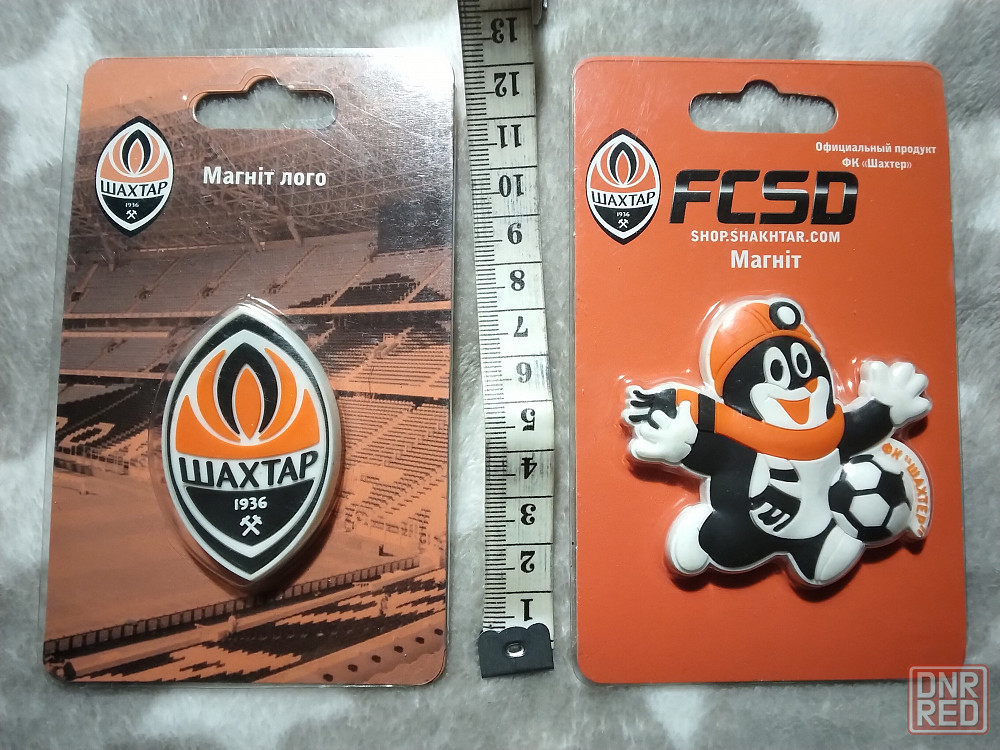 ШАХТАР
1936
Магніт лого
ШАХТАР
1936
13
12
11
10
9
8
7
6
5
4
3
2
1
Официальный продукт
ФК «Шахтер»
ШАХТАР
1936
FCSD
SHOP.SHAKHTAR.COM
Магніт
ФК "ШАХТЕР"
DNR
RED